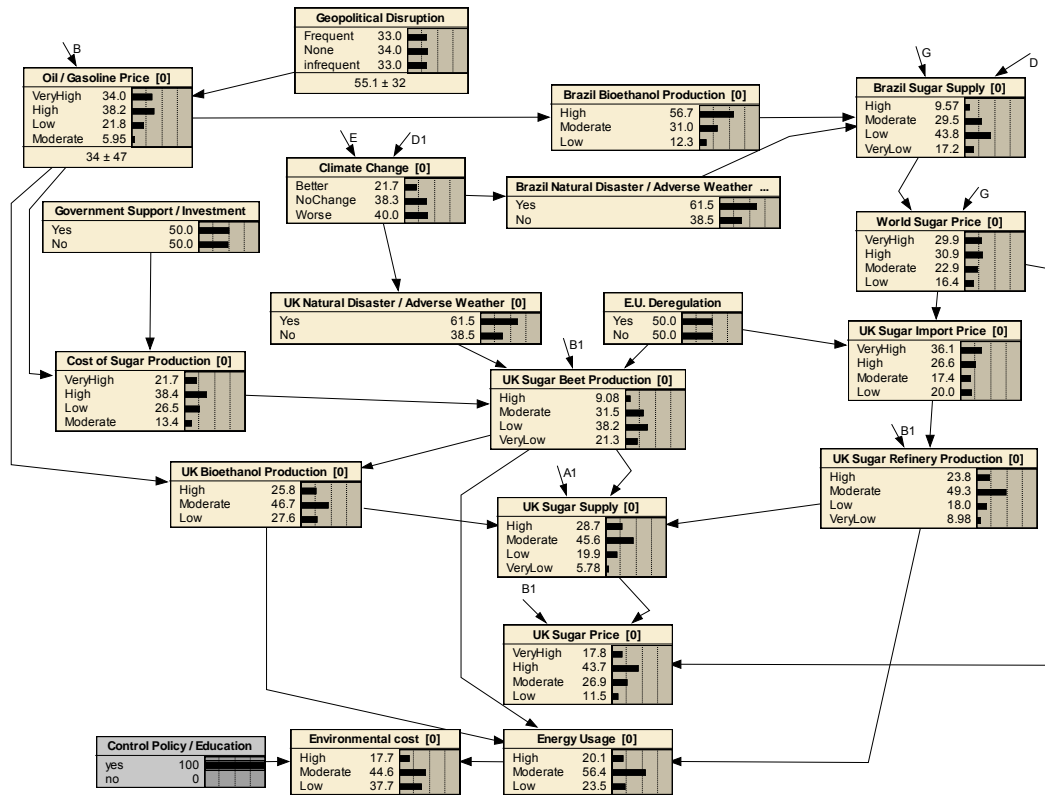 Geopolitical Disruption
Frequent 33.0
None 34.0
infrequent 33.0
55.1 ± 32
B
Oil / Gasoline Price [0]
VeryHigh 34.0
High 38.2
Low 21.8
Moderate 5.95
34 ± 47
G
D
Brazil Sugar Supply [0]
High 9.57
Moderate 29.5
Low 43.8
VeryLow 17.2
Brazil Bioethanol Production [0]
High 56.7
Moderate 31.0
Low 12.3
E
D1
Climate Change [0]
Better 21.7
NoChange 38.3
Worse 40.0
Brazil Natural Disaster / Adverse Weather ...
Yes 61.5
No 38.5
Government Support / Investment
Yes 50.0
No 50.0
G
World Sugar Price [0]
VeryHigh 29.9
High 30.9
Moderate 22.9
Low 16.4
UK Natural Disaster / Adverse Weather [0]
Yes 61.5
No 38.5
E.U. Deregulation
Yes 50.0
No 50.0
UK Sugar Import Price [0]
VeryHigh 36.1
High 26.6
Moderate 17.4
Low 20.0
Cost of Sugar Production [0]
VeryHigh 21.7
High 38.4
Low 26.5
Moderate 13.4
B1
UK Sugar Beet Production [0]
High 9.08
Moderate 31.5
Low 38.2
VeryLow 21.3
B1
UK Sugar Refinery Production [0]
High 23.8
Moderate 49.3
Low 18.0
VeryLow 8.98
UK Bioethanol Production [0]
High 25.8
Moderate 46.7
Low 27.6
A1
UK Sugar Supply [0]
High 28.7
Moderate 45.6
Low 19.9
VeryLow 5.78
B1
UK Sugar Price [0]
VeryHigh 17.8
High 43.7
Moderate 26.9
Low 11.5
Control Policy / Education
yes 100
no 0
Environmental cost [0]
High 17.7
Moderate 44.6
Low 37.7
Energy Usage [0]
High 20.1
Moderate 56.4
Low 23.5